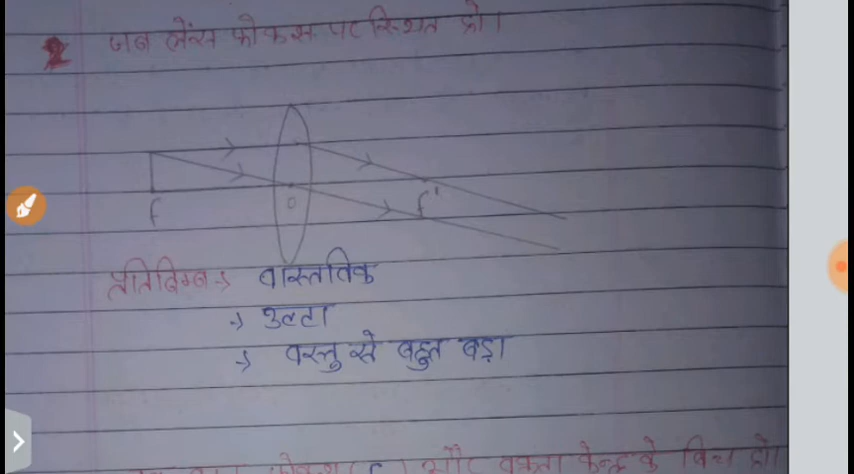 2 जब लेंस फोकस पर स्थित हो।
f
O
f'
प्रतिबिम्ब → वास्तविक
→ उल्टा
→ वस्तु से बहुत बड़ा
और वक्रता केन्द्र के बिच हो